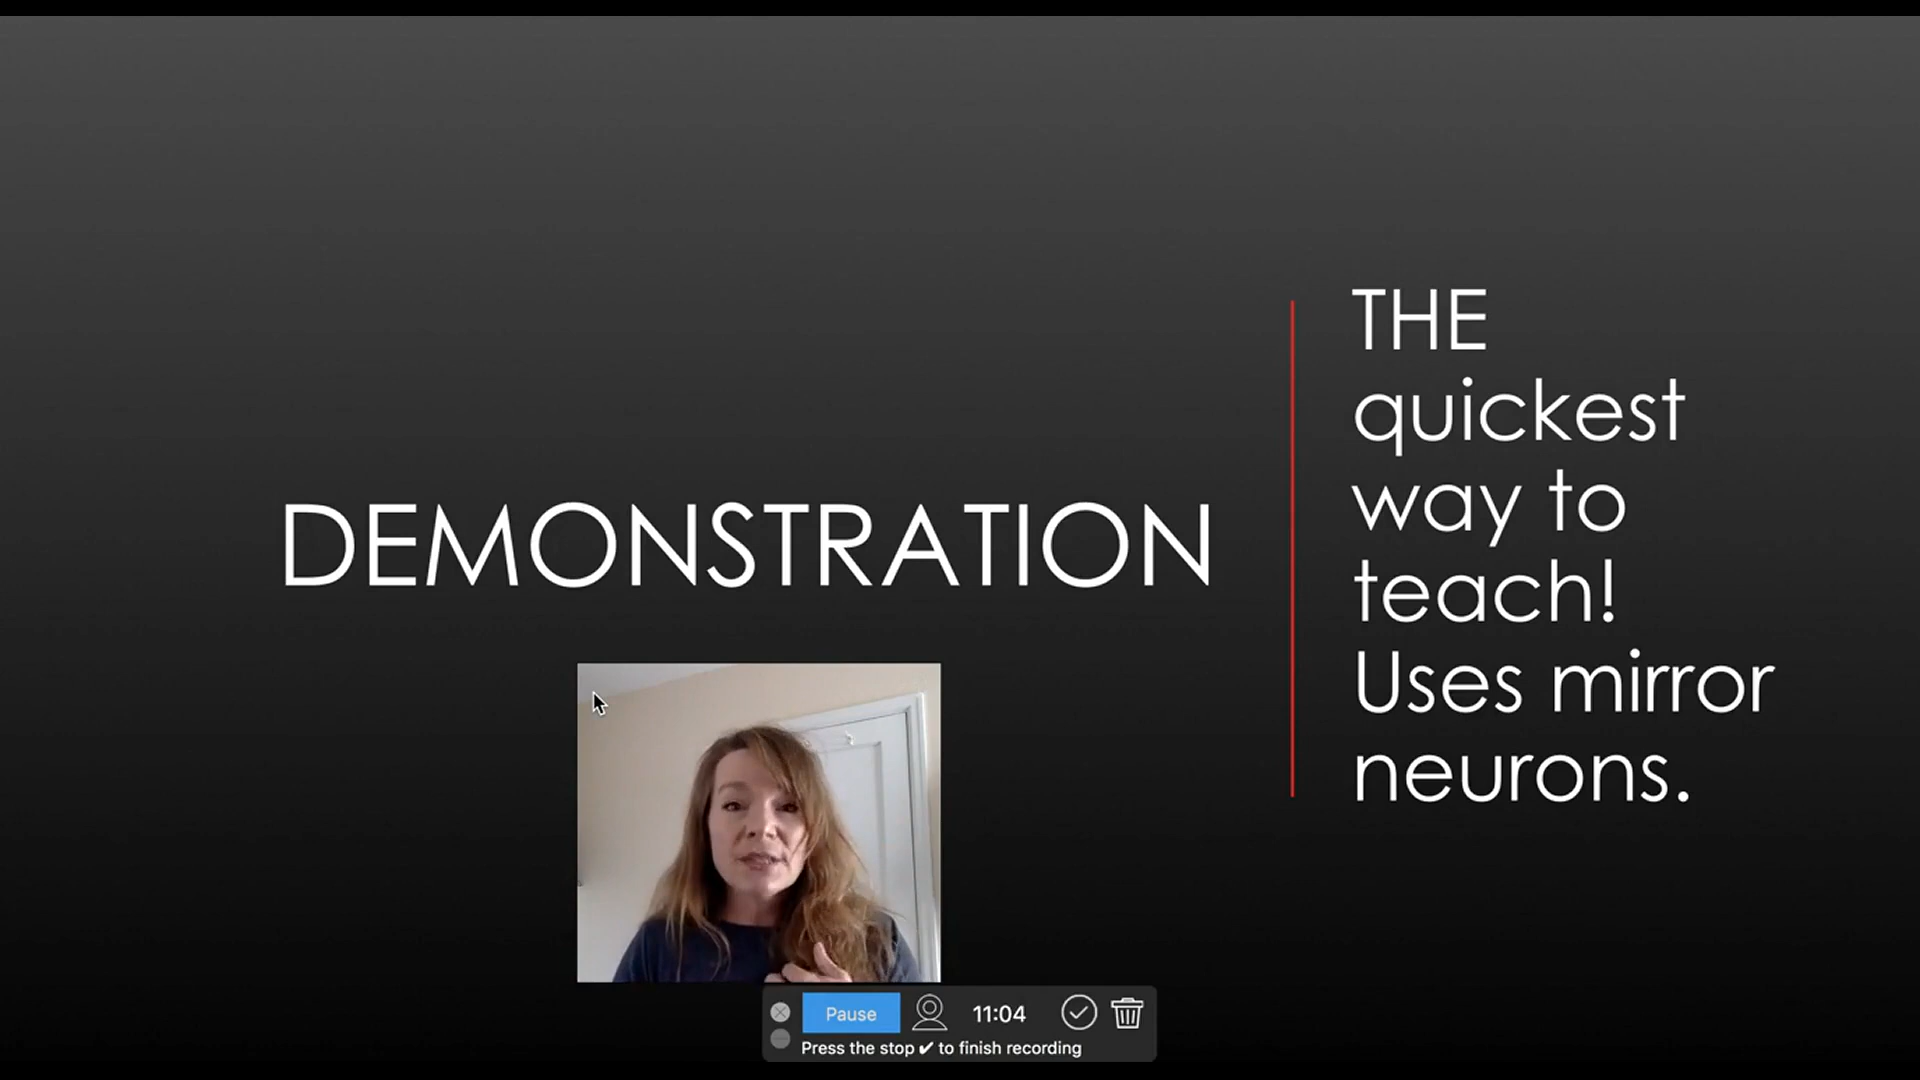 DEMONSTRATION
THE
quickest
way to
teach!
Uses mirror
neurons.
Pause
11:04
Press the stop ✔ to finish recording